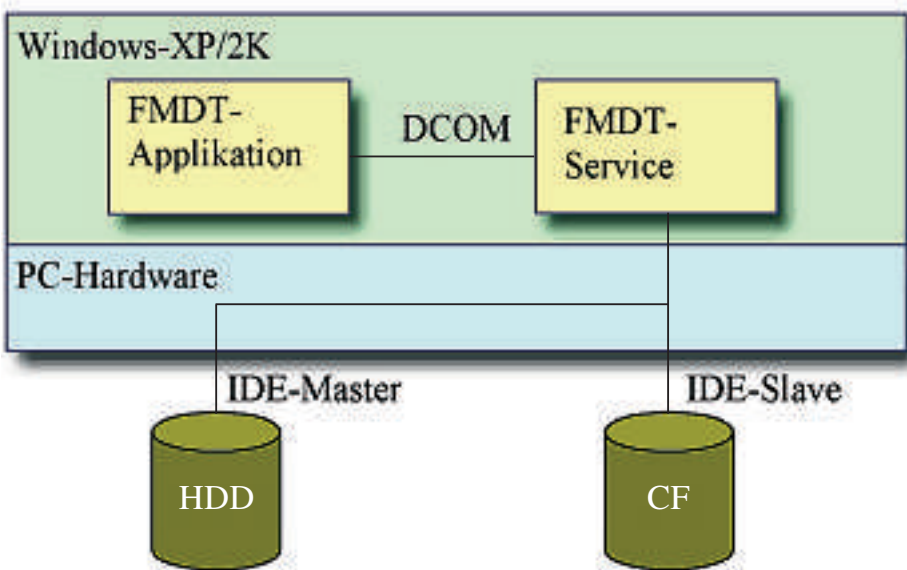 Windows-XP/2K
FMDT-
Applikation
DCOM
FMDT-
Service
PC-Hardware
IDE-Master
IDE-Slave
HDD
CF